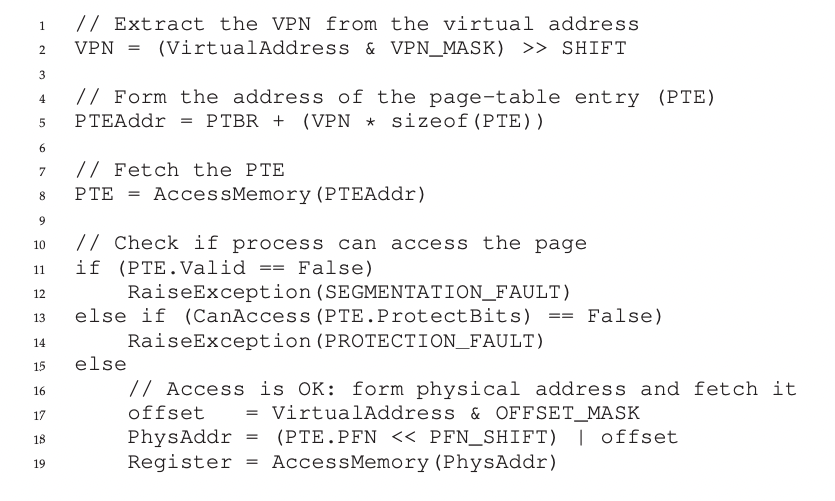 1 // Extract the VPN from the virtual address
2 VPN = (VirtualAddress & VPN_MASK) >> SHIFT
3
4 // Form the address of the page-table entry (PTE)
5 PTEAddr = PTBR + (VPN * sizeof(PTE))
6
7 // Fetch the PTE
8 PTE = AccessMemory(PTEAddr)
9
10 // Check if process can access the page
11 if (PTE.Valid == False)
12     RaiseException(SEGMENTATION_FAULT)
13 else if (CanAccess(PTE.ProtectBits) == False)
14     RaiseException(PROTECTION_FAULT)
15 else
16     // Access is OK: form physical address and fetch it
17     offset   = VirtualAddress & OFFSET_MASK
18     PhysAddr = (PTE.PFN << PFN_SHIFT) | offset
19     Register = AccessMemory(PhysAddr)